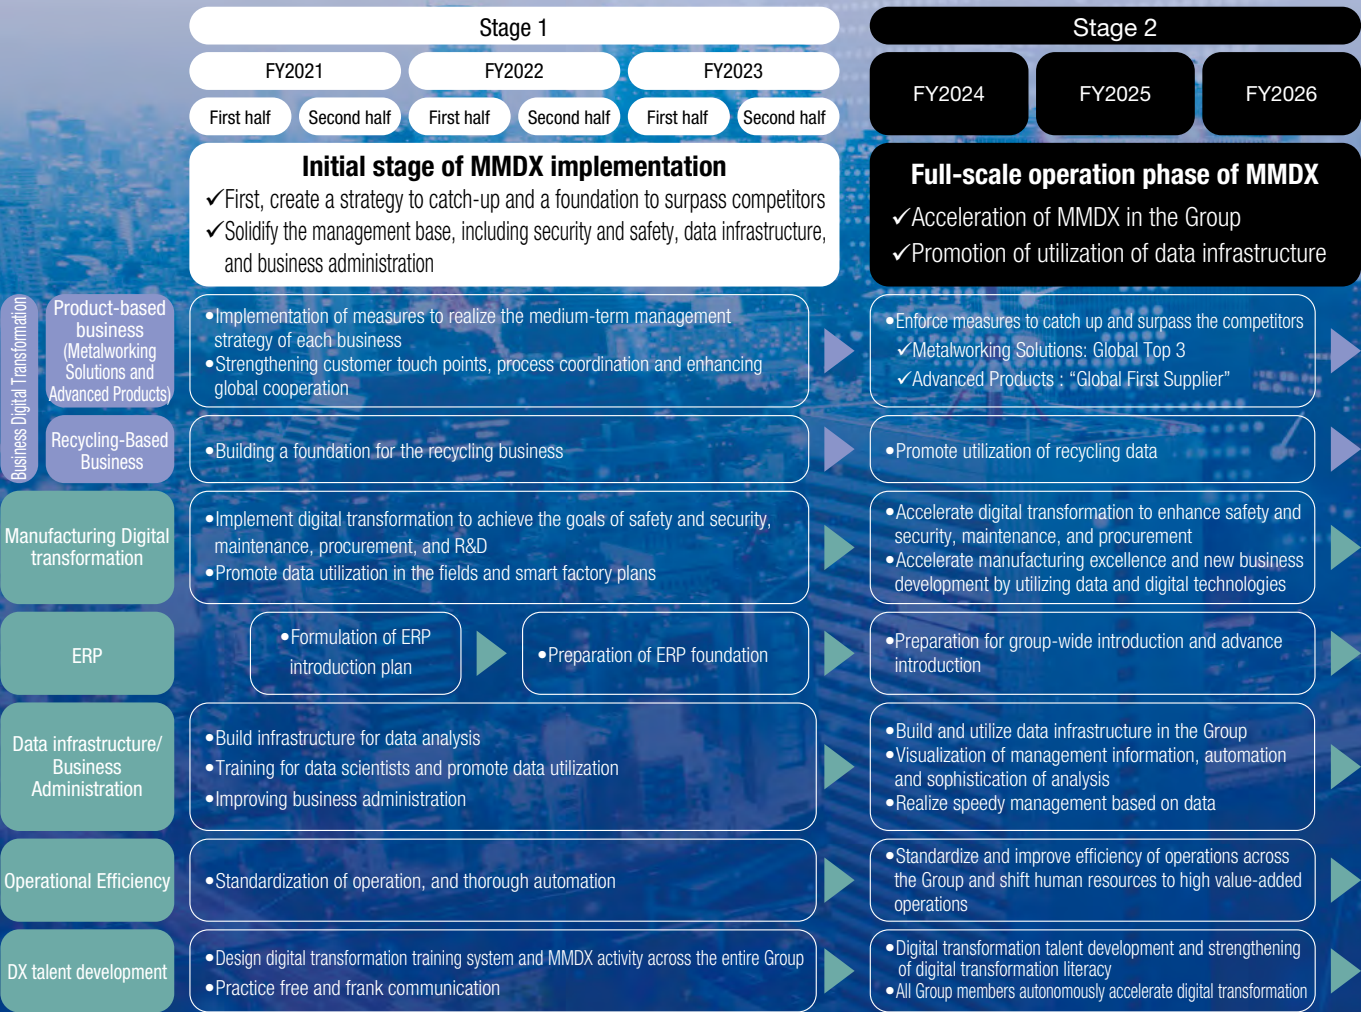 Stage 1
Stage 2
FY2021
FY2022
FY2023
FY2024
FY2025
FY2026
First half
Second half
First half
Second half
First half
Second half
Initial stage of MMDX implementation
✓First, create a strategy to catch-up and a foundation to surpass competitors
✓Solidify the management base, including security and safety, data infrastructure,
and business administration
Full-scale operation phase of MMDX
✓Acceleration of MMDX in the Group
✓Promotion of utilization of data infrastructure
Business Digital Transformation
Product-based
business
(Metalworking
Solutions and
Advanced Products)
•Implementation of measures to realize the medium-term management
strategy of each business
•Strengthening customer touch points, process coordination and enhancing
global cooperation
•Enforce measures to catch up and surpass the competitors
✓Metalworking Solutions: Global Top 3
✓Advanced Products : “Global First Supplier”
Recycling-Based
Business
•Building a foundation for the recycling business
•Promote utilization of recycling data
Manufacturing Digital
transformation
•Implement digital transformation to achieve the goals of safety and security,
maintenance, procurement, and R&D
•Promote data utilization in the fields and smart factory plans
•Accelerate digital transformation to enhance safety and
security, maintenance, and procurement
•Accelerate manufacturing excellence and new business
development by utilizing data and digital technologies
ERP
•Formulation of ERP
introduction plan
•Preparation of ERP foundation
•Preparation for group-wide introduction and advance
introduction
Data infrastructure/
Business
Administration
•Build infrastructure for data analysis
•Training for data scientists and promote data utilization
•Improving business administration
•Build and utilize data infrastructure in the Group
•Visualization of management information, automation
and sophistication of analysis
•Realize speedy management based on data
Operational Efficiency
•Standardization of operation, and thorough automation
•Standardize and improve efficiency of operations across
the Group and shift human resources to high value-added
operations
DX talent development
•Design digital transformation training system and MMDX activity across the entire Group
•Practice free and frank communication
•Digital transformation talent development and strengthening
of digital transformation literacy
•All Group members autonomously accelerate digital transformation